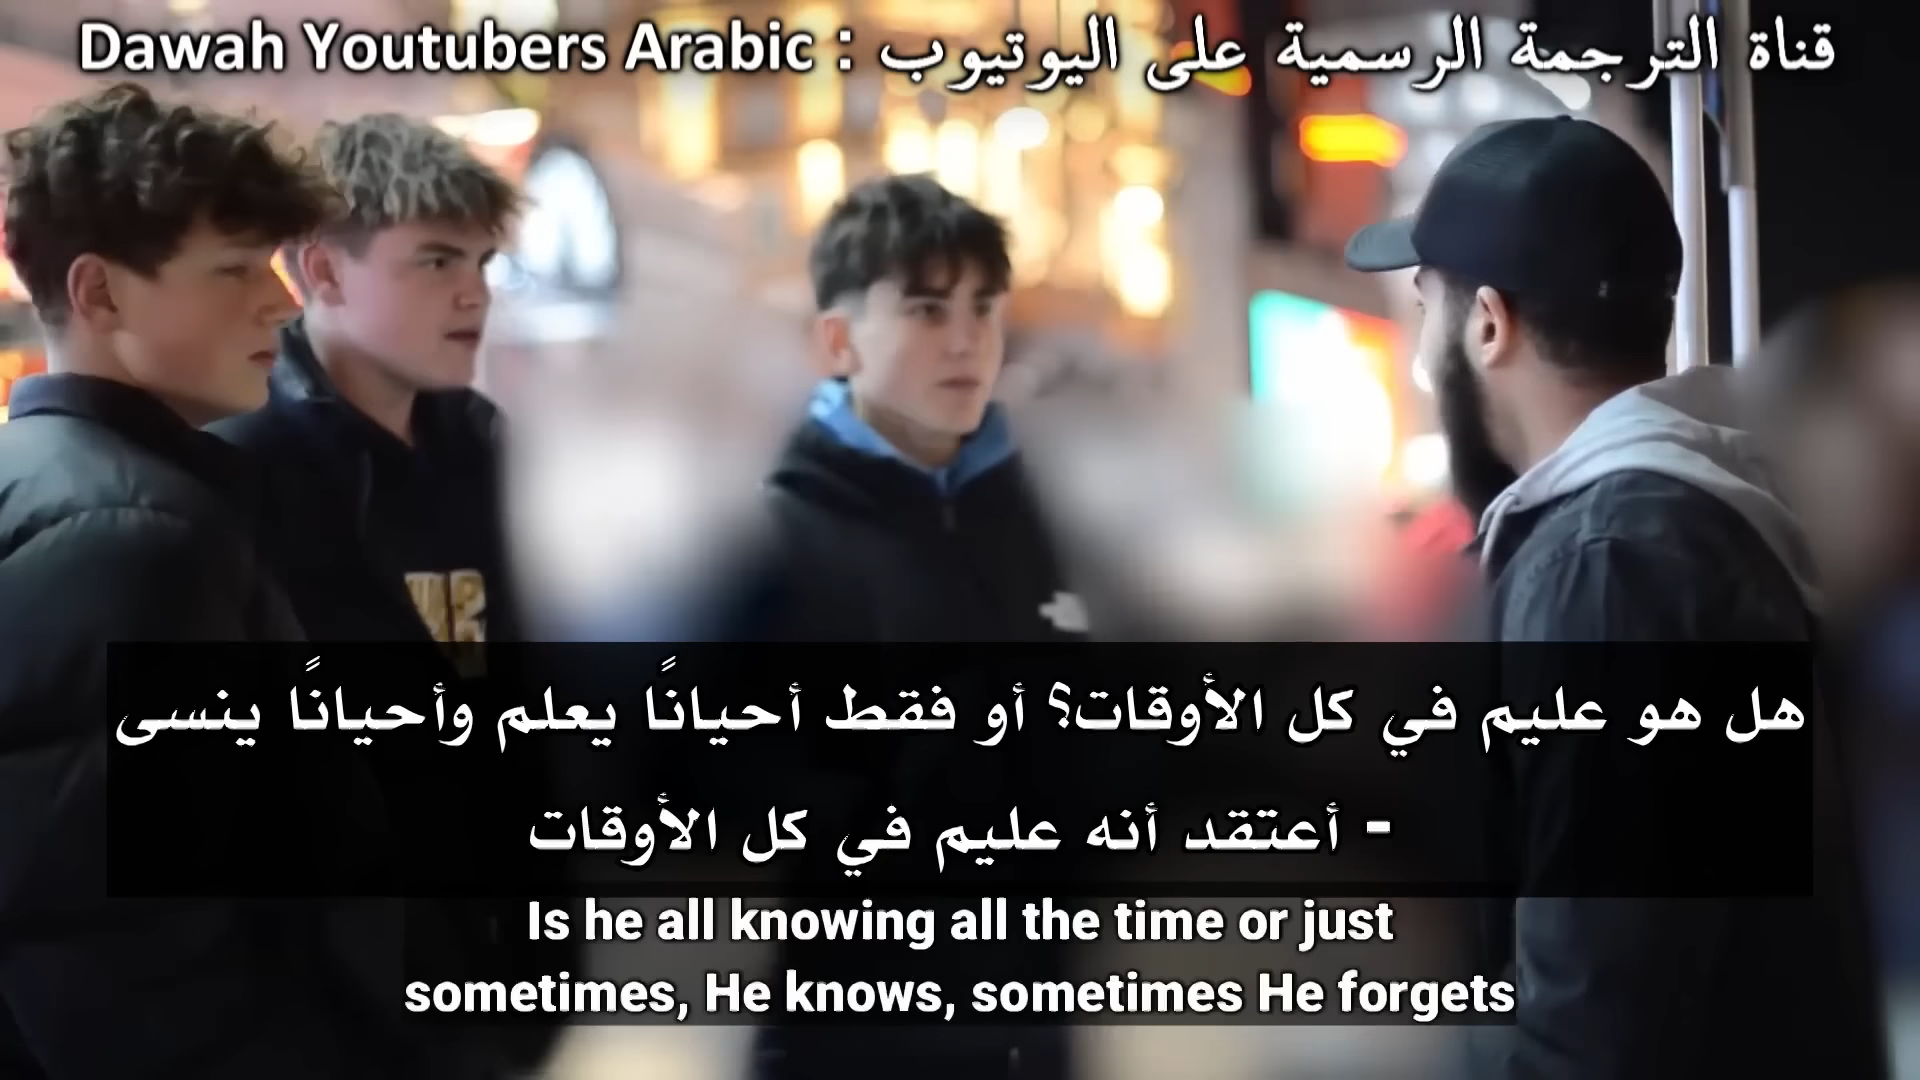 Dawah Youtubers Arabic : قناة الترجمة الرسمية على اليوتيوب
هل هو عليم في كل الأوقات؟ أو فقط أحيانًا يعلم وأحيانًا ينسى
- أعتقد أنه عليم في كل الأوقات
Is he all knowing all the time or just
sometimes, He knows, sometimes He forgets